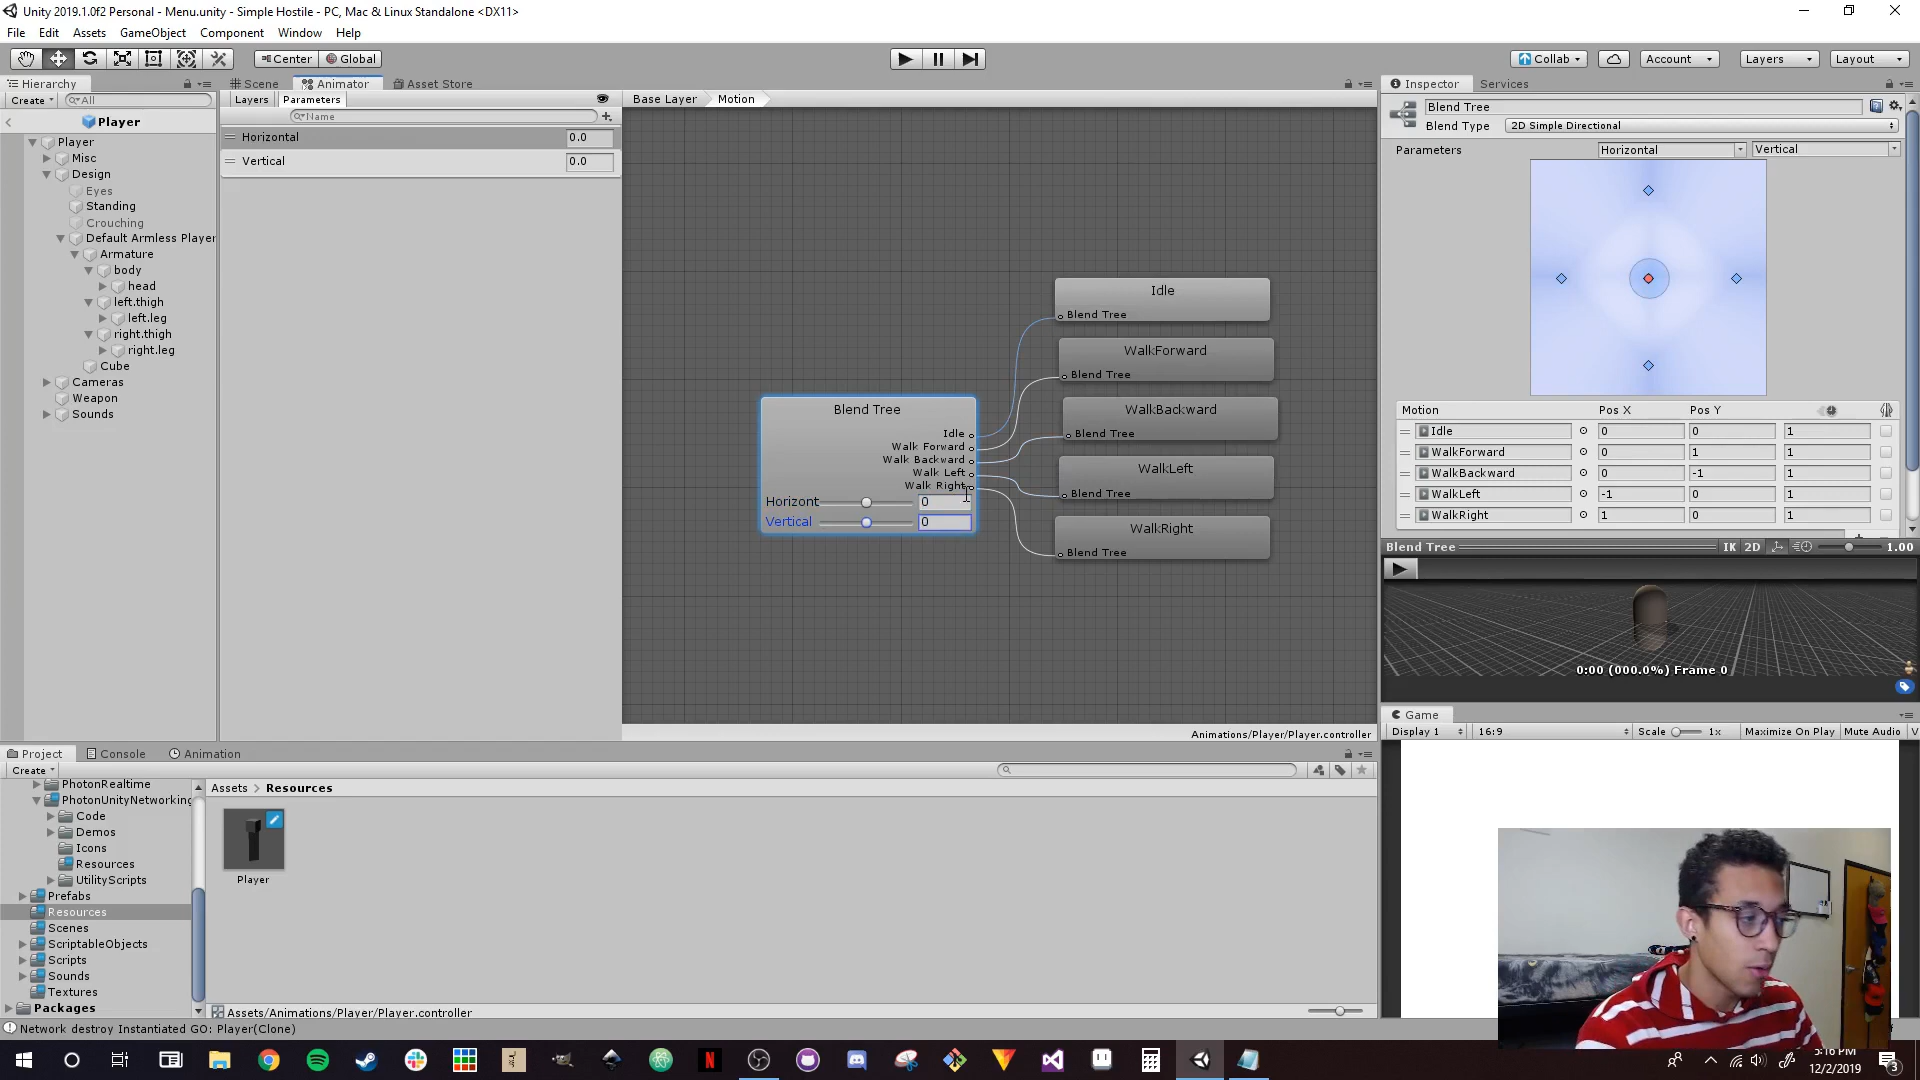 Unity 2019.1.0f2 Personal - Menu.unity - Simple Hostile - PC, Mac & Linux Standalone <DX11>
File Edit Assets GameObject Component Window Help
Center Global
Collab Account Layers Layout
Hierarchy
Create All
Player
Player
Misc
Design
Eyes
Standing
Crouching
Default Armless Player
Armature
body
head
left.thigh
left.leg
right.thigh
right.leg
Cube
Cameras
Weapon
Sounds
Scene Animator Asset Store
Layers Parameters
Name
Horizontal 0.0
Vertical 0.0
Base Layer Motion
Blend Tree
Idle
Walk Forward
Walk Backward
Walk Left
Walk Right
Horizont 0
Vertical 0
Idle
Blend Tree
WalkForward
Blend Tree
WalkBackward
Blend Tree
WalkLeft
Blend Tree
WalkRight
Blend Tree
Animations/Player/Player.controller
Inspector Services
Blend Tree
Blend Type 2D Simple Directional
Parameters Horizontal Vertical
Motion Pos X Pos Y
Idle 0 0 1
WalkForward 0 1 1
WalkBackward 0 -1 1
WalkLeft -1 0 1
WalkRight 1 0 1
Blend Tree IK 2D 1.00
0:00 (000.0%) Frame 0
Game
Display 1 16:9 Scale 1x Maximize On Play Mute Audio V
Project Console Animation
Create
PhotonRealtime
PhotonUnityNetworking
Code
Demos
Icons
Resources
UtilityScripts
Prefabs
Resources
Scenes
ScriptableObjects
Scripts
Sounds
Textures
Packages
Assets > Resources
Player
Assets/Animations/Player/Player.controller
Network destroy Instantiated GO: Player(Clone)
5:16 PM
12/2/2019
3